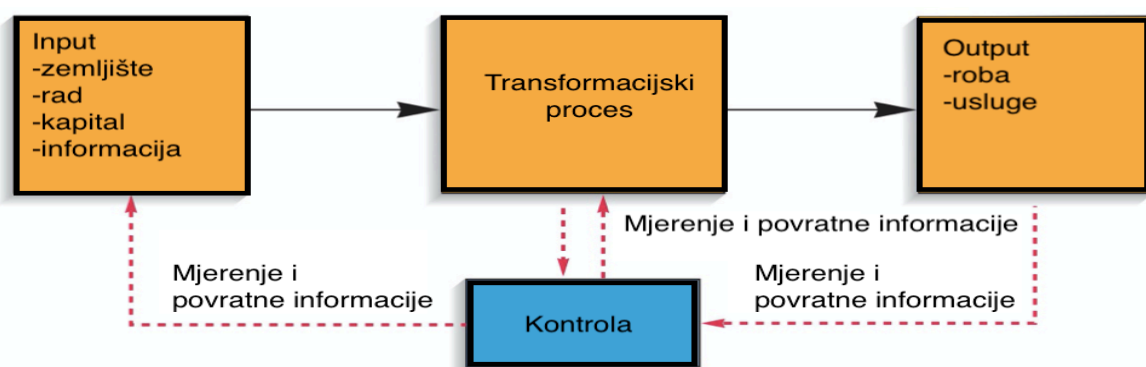 Input
-zemljište
-rad
-kapital
-informacija
Transformacijski
proces
Output
-roba
-usluge
Mjerenje i povratne informacije
Mjerenje i
povratne informacije
Mjerenje i
povratne informacije
Kontrola